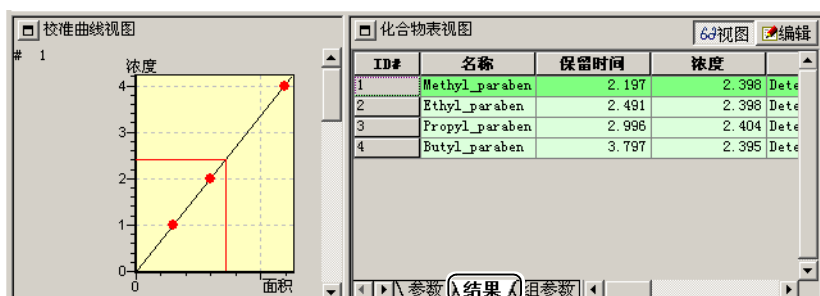 校准曲线视图
# 1
浓度
4
3
2
1
0
0
面积
化合物表视图
视图 编辑
ID# 名称 保留时间 浓度
1 Methyl_paraben 2.197 2.398 Dete
2 Ethyl_paraben 2.491 2.398 Dete
3 Propyl_paraben 2.996 2.404 Dete
4 Butyl_paraben 3.797 2.395 Dete
参数 结果 组参数